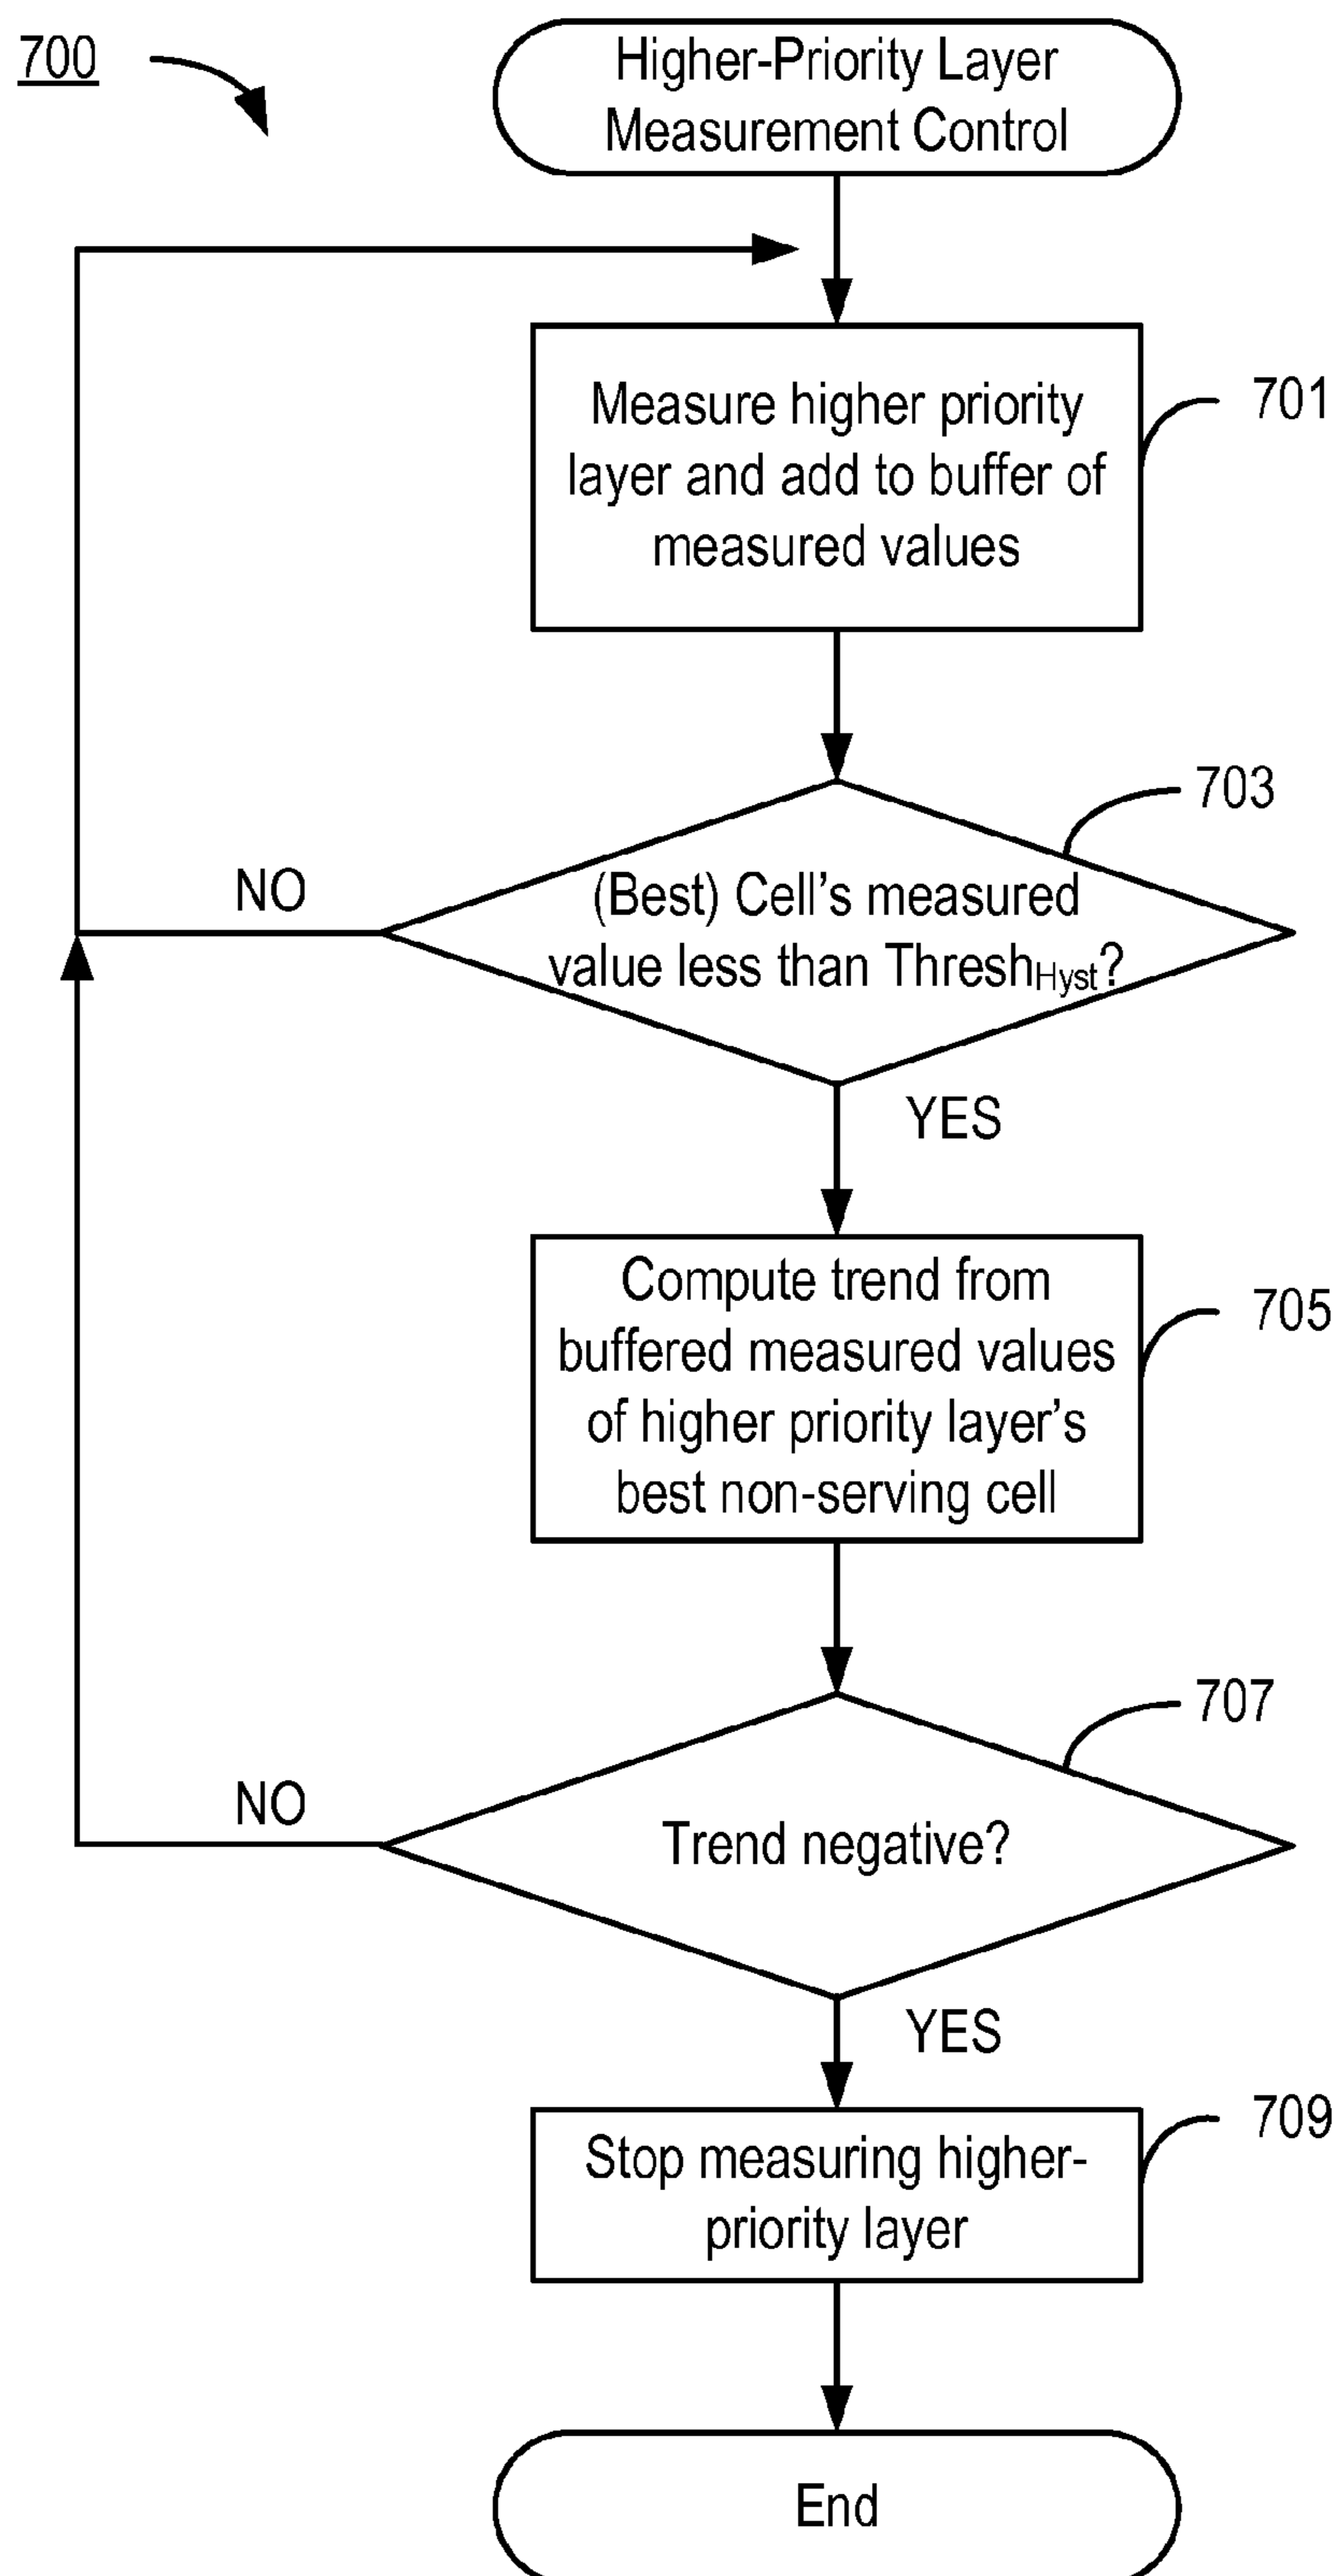 700
Higher-Priority Layer
Measurement Control
Measure higher priority
layer and add to buffer of
measured values
701
703
(Best) Cell's measured
value less than ThreshHyst?
NO
YES
Compute trend from
buffered measured values
of higher priority layer's
best non-serving cell
705
707
Trend negative?
NO
YES
Stop measuring higher-
priority layer
709
End